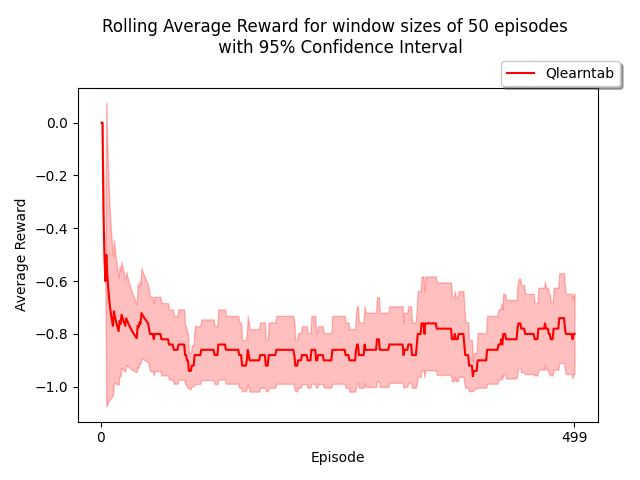 Rolling Average Reward for window sizes of 50 episodes
with 95% Confidence Interval
Qlearntab
0.0
−0.2
−0.4
−0.6
−0.8
−1.0
Average Reward
0
499
Episode